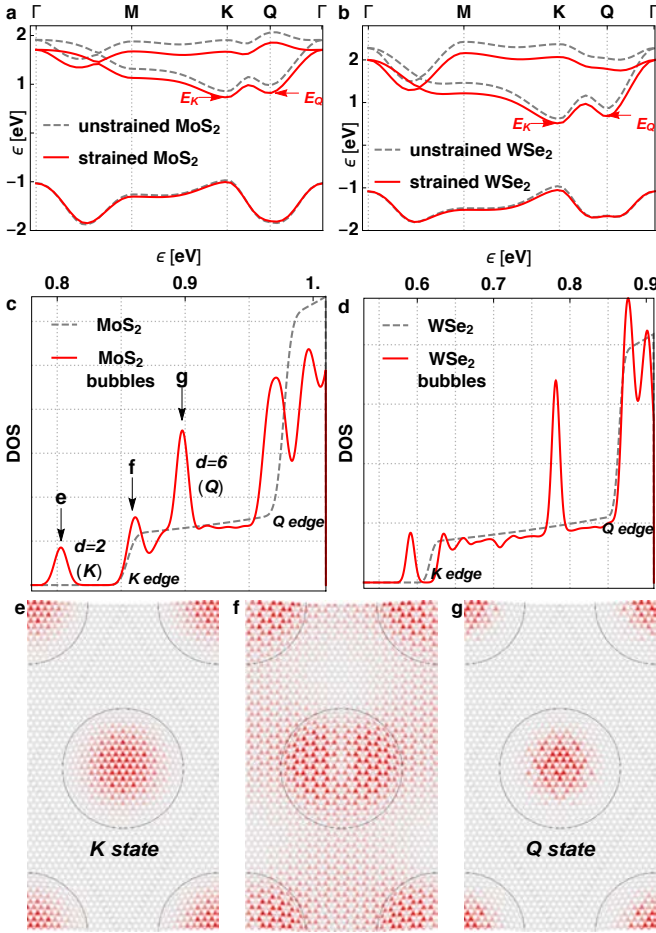 a
Γ M K Q Γ
2
1
−1
−2
ϵ [eV]
E_K
E_Q
unstrained MoS₂
strained MoS₂
b
Γ M K Q Γ
2
1
−1
−2
ϵ [eV]
E_K
E_Q
unstrained WSe₂
strained WSe₂
ϵ [eV]
0.8 0.9 1.0
c
MoS₂
MoS₂
bubbles
DOS
e
f
g
d=2
(K)
d=6
(Q)
K edge
Q edge
ϵ [eV]
0.6 0.7 0.8 0.9
d
WSe₂
WSe₂
bubbles
DOS
K edge
Q edge
e
K state
f
g
Q state